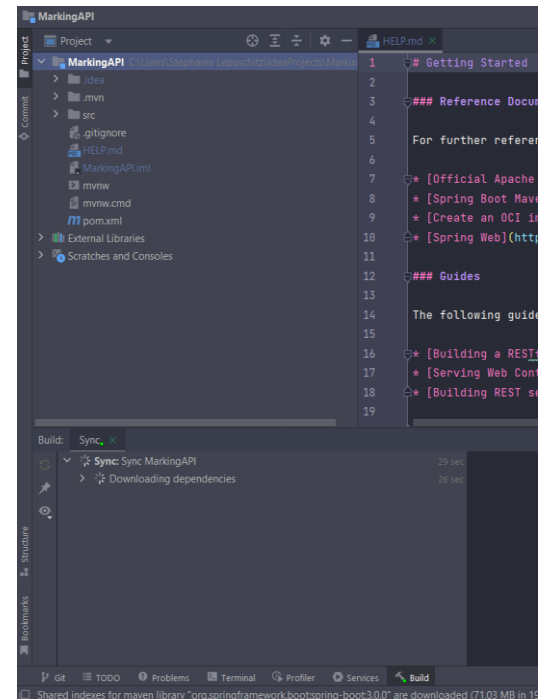 MarkingAPI
Project
Project
HELP.md
MarkingAPI C:\Users\Stephanie Lepuschitz\IdeaProjects\Markin
.idea
.mvn
src
.gitignore
HELP.md
MarkingAPI.iml
mvnw
mvnw.cmd
pom.xml
External Libraries
Scratches and Consoles
Commit
1 # Getting Started
2
3 ### Reference Docum
4
5 For further referen
6
7 * [Official Apache
8 * [Spring Boot Mave
9 * [Create an OCI im
10 * [Spring Web](http
11
12 ### Guides
13
14 The following guide
15
16 * [Building a RESTf
17 * [Serving Web Cont
18 * [Building REST se
19
Build: Sync
Sync: Sync MarkingAPI 29 sec
Downloading dependencies 26 sec
Structure
Bookmarks
Git TODO Problems Terminal Profiler Services Build
Shared indexes for maven library "org.springframework.boot:spring-boot:3.0.0" are downloaded (71,03 MB in 19